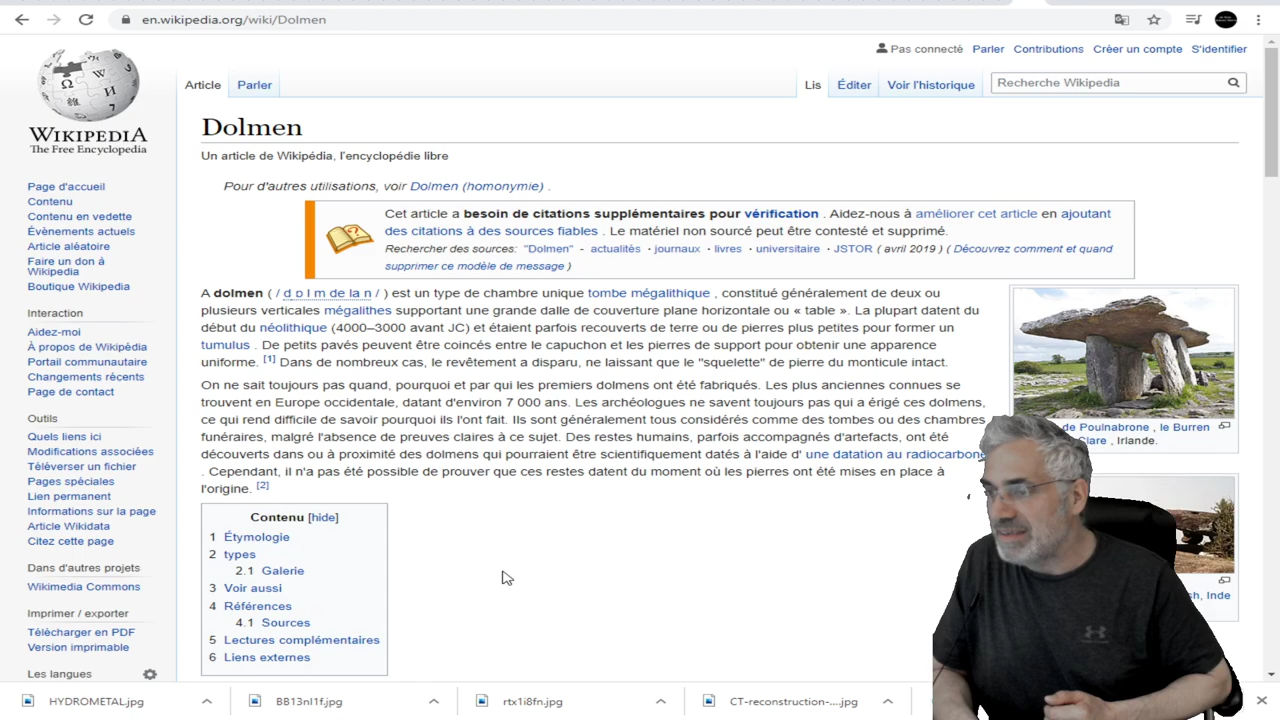 en.wikipedia.org/wiki/Dolmen
Pas connecté Parler Contributions Créer un compte S'identifier
Article Parler Lis Éditer Voir l'historique Recherche Wikipedia
WIKIPEDIA
The Free Encyclopedia
Page d'accueil
Contenu
Contenu en vedette
Évènements actuels
Article aléatoire
Faire un don à
Wikipedia
Boutique Wikipedia
Interaction
Aidez-moi
À propos de Wikipédia
Portail communautaire
Changements récents
Page de contact
Outils
Quels liens ici
Modifications associées
Téléverser un fichier
Pages spéciales
Lien permanent
Informations sur la page
Article Wikidata
Citez cette page
Dans d'autres projets
Wikimedia Commons
Imprimer / exporter
Télécharger en PDF
Version imprimable
Les langues
Dolmen
Un article de Wikipédia, l'encyclopédie libre
Pour d'autres utilisations, voir Dolmen (homonymie) .
Cet article a besoin de citations supplémentaires pour vérification . Aidez-nous à améliorer cet article en ajoutant
des citations à des sources fiables . Le matériel non sourcé peut être contesté et supprimé.
Rechercher des sources: "Dolmen" - actualités · journaux · livres · universitaire · JSTOR ( avril 2019 ) ( Découvrez comment et quand
supprimer ce modèle de message )
A dolmen ( / d ɒ l m de la n / ) est un type de chambre unique tombe mégalithique , constitué généralement de deux ou
plusieurs verticales mégalithes supportant une grande dalle de couverture plane horizontale ou « table ». La plupart datent du
début du néolithique (4000–3000 avant JC) et étaient parfois recouverts de terre ou de pierres plus petites pour former un
tumulus . De petits pavés peuvent être coincés entre le capuchon et les pierres de support pour obtenir une apparence
uniforme. [1] Dans de nombreux cas, le revêtement a disparu, ne laissant que le "squelette" de pierre du monticule intact.
On ne sait toujours pas quand, pourquoi et par qui les premiers dolmens ont été fabriqués. Les plus anciennes connues se
trouvent en Europe occidentale, datant d'environ 7 000 ans. Les archéologues ne savent toujours pas qui a érigé ces dolmens,
ce qui rend difficile de savoir pourquoi ils l'ont fait. Ils sont généralement tous considérés comme des tombes ou des chambres
funéraires, malgré l'absence de preuves claires à ce sujet. Des restes humains, parfois accompagnés d'artefacts, ont été
découverts dans ou à proximité des dolmens qui pourraient être scientifiquement datés à l'aide d' une datation au radiocarbone
. Cependant, il n'a pas été possible de prouver que ces restes datent du moment où les pierres ont été mises en place à
l'origine. [2]
Contenu [hide]
1 Étymologie
2 types
2.1 Galerie
3 Voir aussi
4 Références
4.1 Sources
5 Lectures complémentaires
6 Liens externes
de Poulnabrone , le Burren
Clare , Irlande.
Inde
HYDROMETAL.jpg BB13nI1f.jpg rtx1i8fn.jpg CT-reconstruction-....jpg